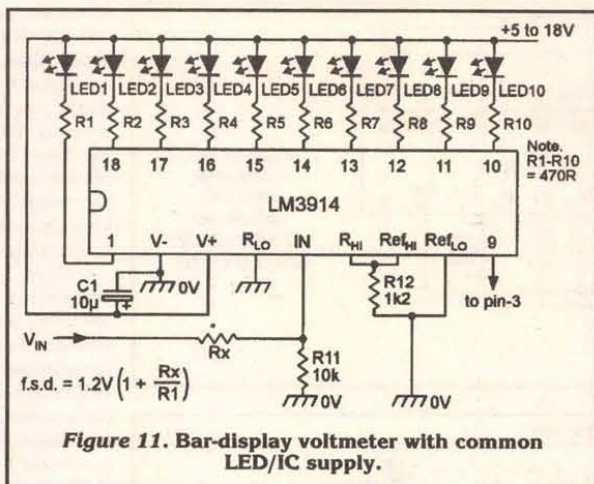 +5 to 18V
LED1 LED2 LED3 LED4 LED5 LED6 LED7 LED8 LED9 LED10
R1 R2 R3 R4 R5 R6 R7 R8 R9 R10
Note.
R1-R10
= 470R
18 17 16 15 14 13 12 11 10
LM3914
1 V- V+ RLO IN RHI RefHI RefLO 9
C1
10µ
+
0V
R12
1k2
to pin-3
VIN
Rx
R11
10k
f.s.d. = 1.2V (1 + Rx/R1)
0V
0V
Figure 11. Bar-display voltmeter with common
LED/IC supply.